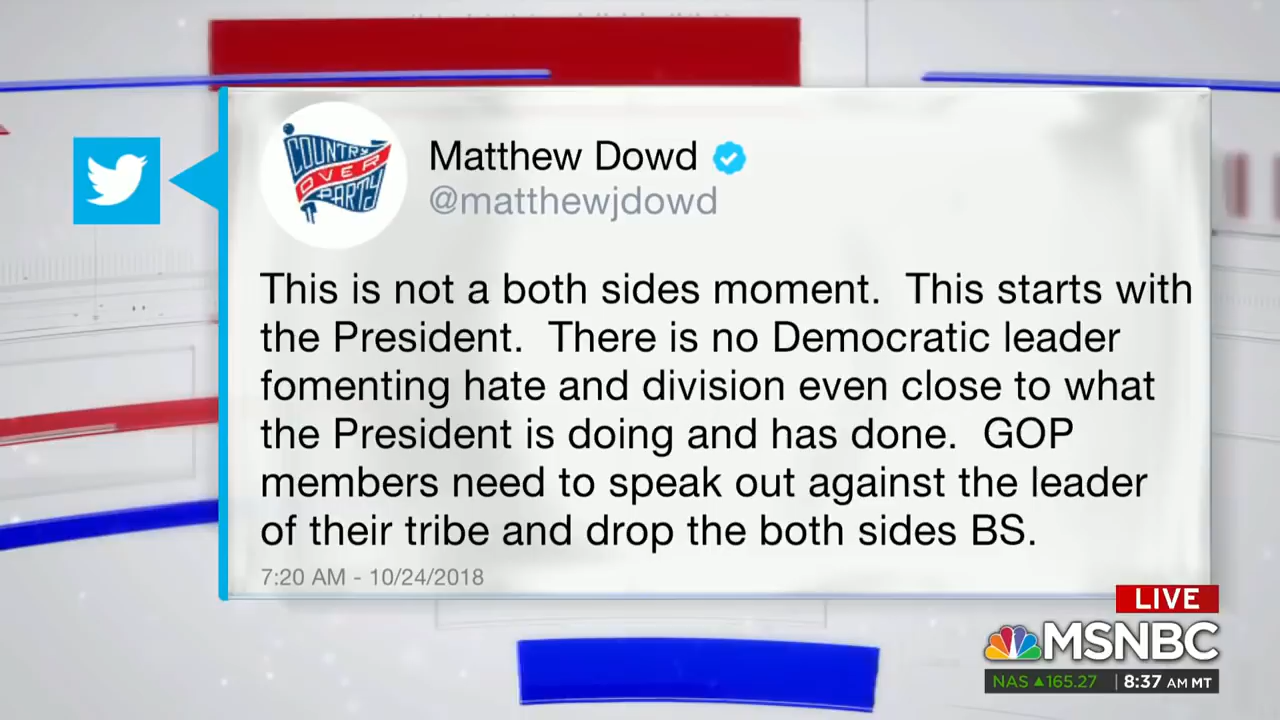 COUNTRY
OVER
PARTY
Matthew Dowd
@matthewjdowd
This is not a both sides moment.  This starts with
the President.  There is no Democratic leader
fomenting hate and division even close to what
the President is doing and has done.  GOP
members need to speak out against the leader
of their tribe and drop the both sides BS.
7:20 AM - 10/24/2018
LIVE
MSNBC
NAS ▲165.27 | 8:37 AM MT